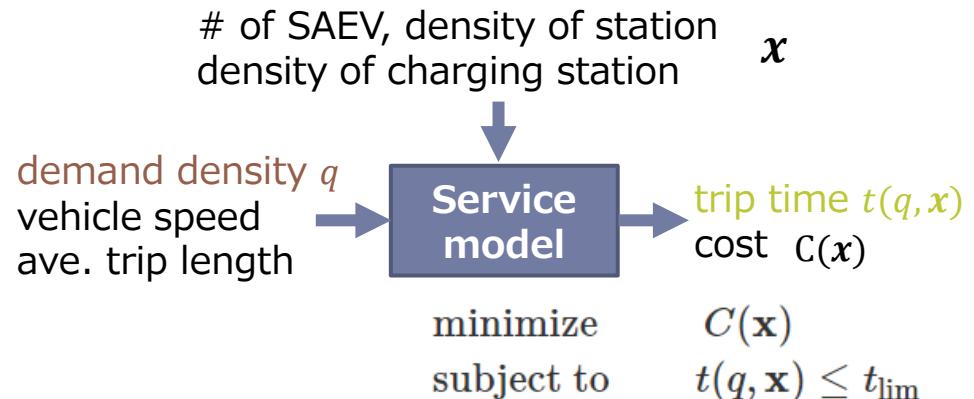 # of SAEV, density of station
density of charging station 𝒙
demand density 𝑞
vehicle speed
ave. trip length
Service
model
trip time 𝑡(𝑞, 𝒙)
cost C(𝒙)
minimize C(𝐱)
subject to t(q, 𝐱) ≤ t_lim